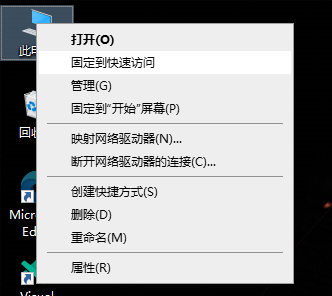 打开(O)
此
固定到快速访问
管理(G)
固定到"开始"屏幕(P)
回收
映射网络驱动器(N)...
断开网络驱动器的连接(C)...
创建快捷方式(S)
Micros
删除(D)
Ed
重命名(M)
属性(R)
Visual